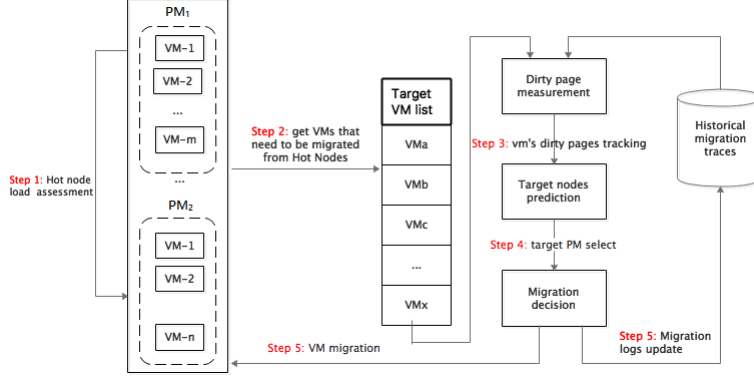 PM1
VM-1
VM-2
...
VM-m
...
PM2
VM-1
VM-2
VM-n
Step 1: Hot node
load assessment
Step 2: get VMs that
need to be migrated
from Hot Nodes
Target
VM list
VMa
VMb
VMc
...
VMx
Dirty page
measurement
Step 3: vm's dirty pages tracking
Target nodes
prediction
Step 4: target PM select
Migration
decision
Historical
migration
traces
Step 5: VM migration
Step 5: Migration
logs update